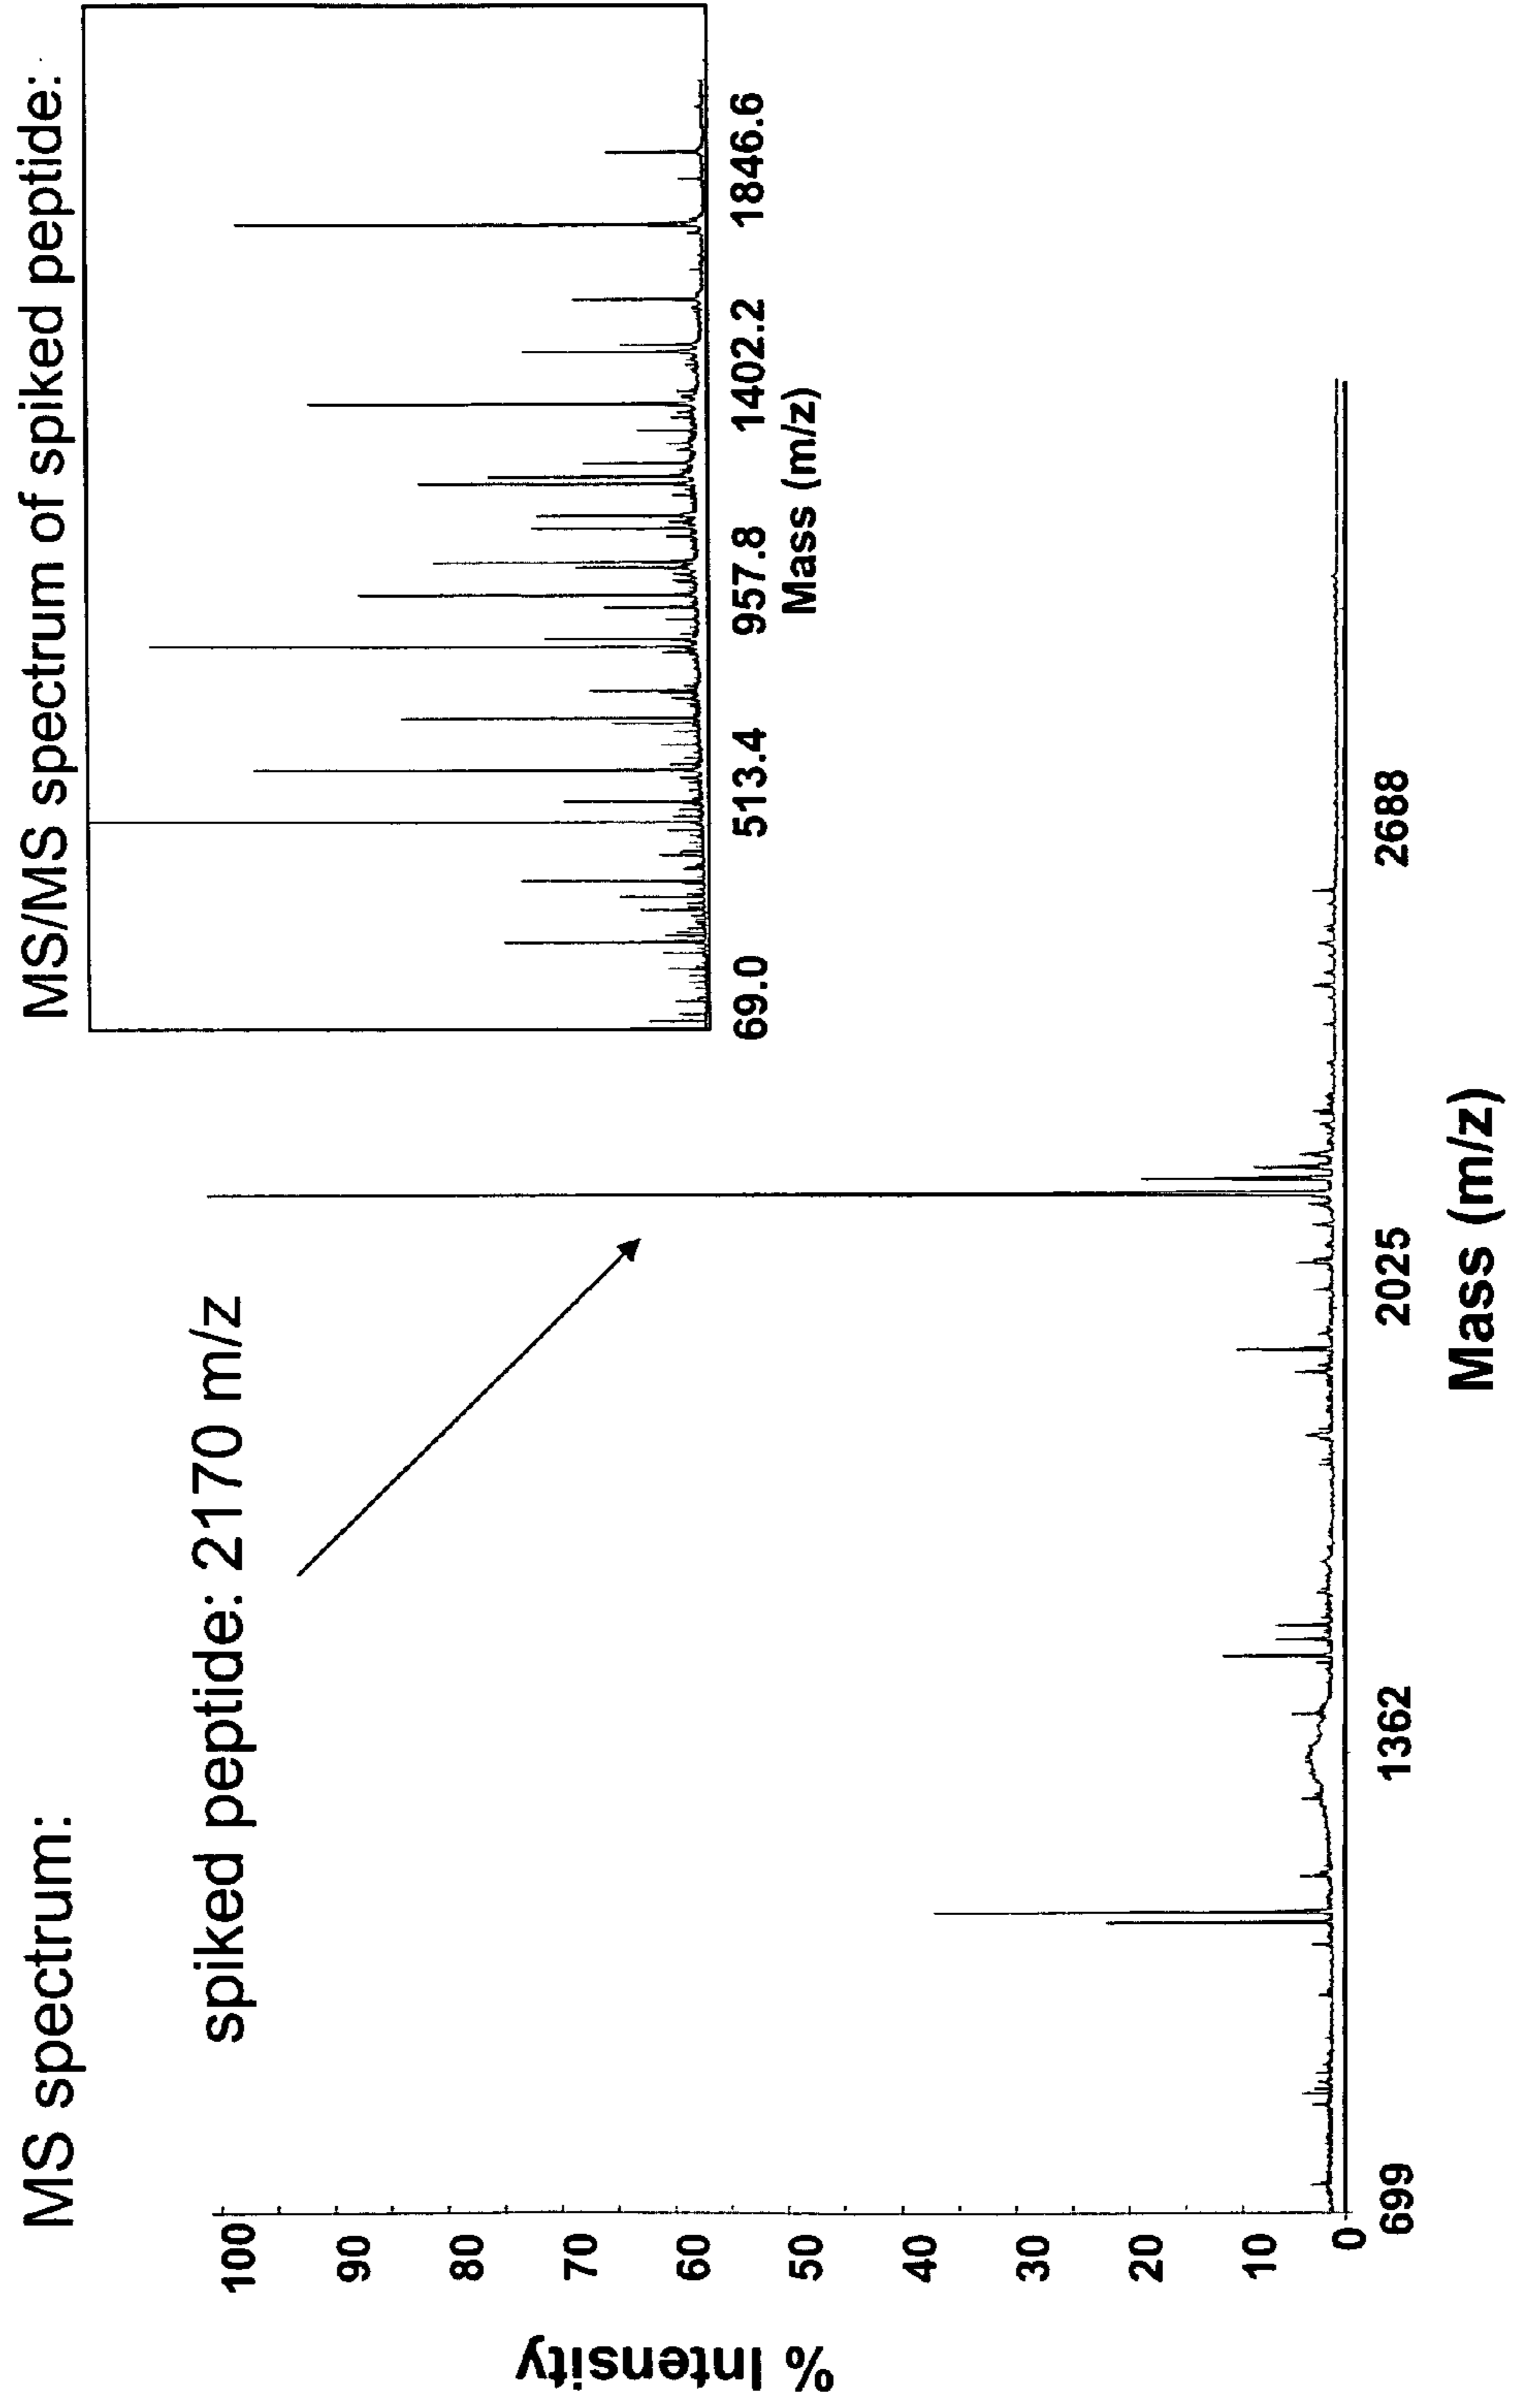 MS spectrum:
MS/MS spectrum of spiked peptide:
spiked peptide: 2170 m/z
69.0 513.4 957.8 1402.2 1846.6
Mass (m/z)
100
90
80
70
60
50
40
30
20
10
0
% Intensity
699 1362 2025 2688
Mass (m/z)